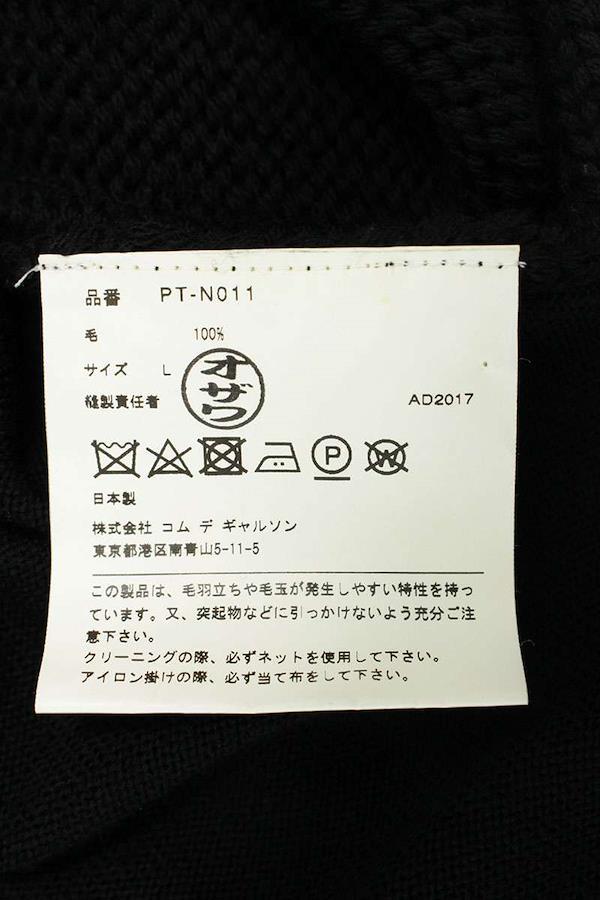 品番 PT-N011
毛 100%
サイズ L
オザワ
縫製責任者
AD2017
P W
日本製
株式会社 コム デ ギャルソン
東京都港区南青山5-11-5
この製品は、毛羽立ちや毛玉が発生しやすい特性を持っ
ています。又、突起物などに引っかけないよう充分ご注
意下さい。
クリーニングの際、必ずネットを使用して下さい。
アイロン掛けの際、必ず当て布をして下さい。